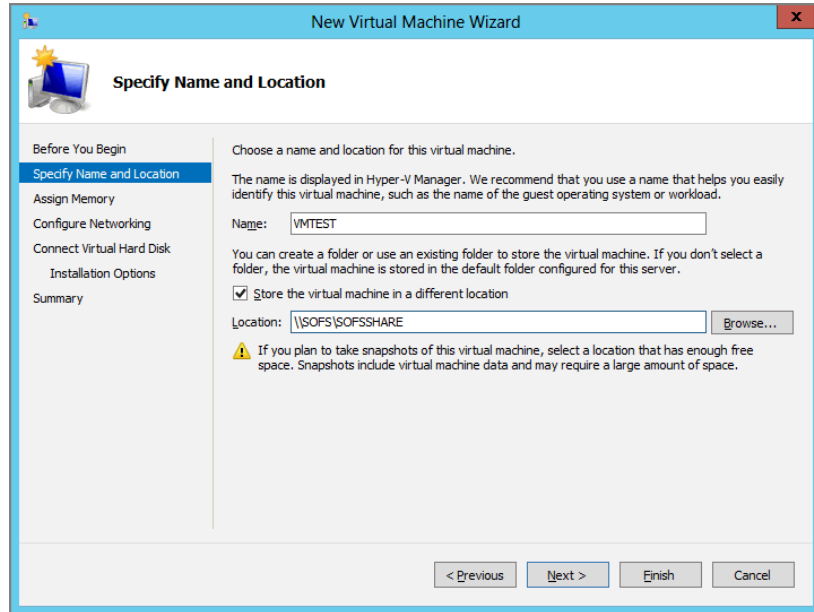 New Virtual Machine Wizard
x
Specify Name and Location
Before You Begin
Specify Name and Location
Assign Memory
Configure Networking
Connect Virtual Hard Disk
Installation Options
Summary
Choose a name and location for this virtual machine.
The name is displayed in Hyper-V Manager. We recommend that you use a name that helps you easily
identify this virtual machine, such as the name of the guest operating system or workload.
Name: VMTEST
You can create a folder or use an existing folder to store the virtual machine. If you don't select a
folder, the virtual machine is stored in the default folder configured for this server.
Store the virtual machine in a different location
Location: \\SOFS\SOFSSHARE Browse...
If you plan to take snapshots of this virtual machine, select a location that has enough free
space. Snapshots include virtual machine data and may require a large amount of space.
< Previous Next > Finish Cancel